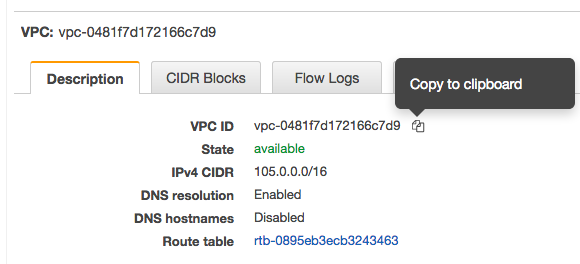 VPC: vpc-0481f7d172166c7d9
Description CIDR Blocks Flow Logs
Copy to clipboard
VPC ID vpc-0481f7d172166c7d9
State available
IPv4 CIDR 105.0.0.0/16
DNS resolution Enabled
DNS hostnames Disabled
Route table rtb-0895eb3ecb3243463